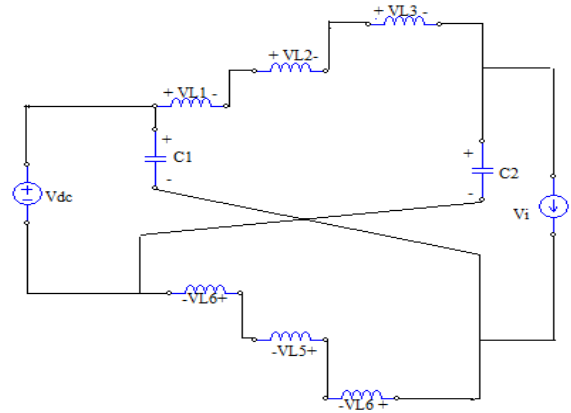 + VL3 -
+ VL2-
+ VL1 -
+
C1
-
+
C2
-
+
-
Vdc
Vi
-VL6+
-VL5+
-VL6 +